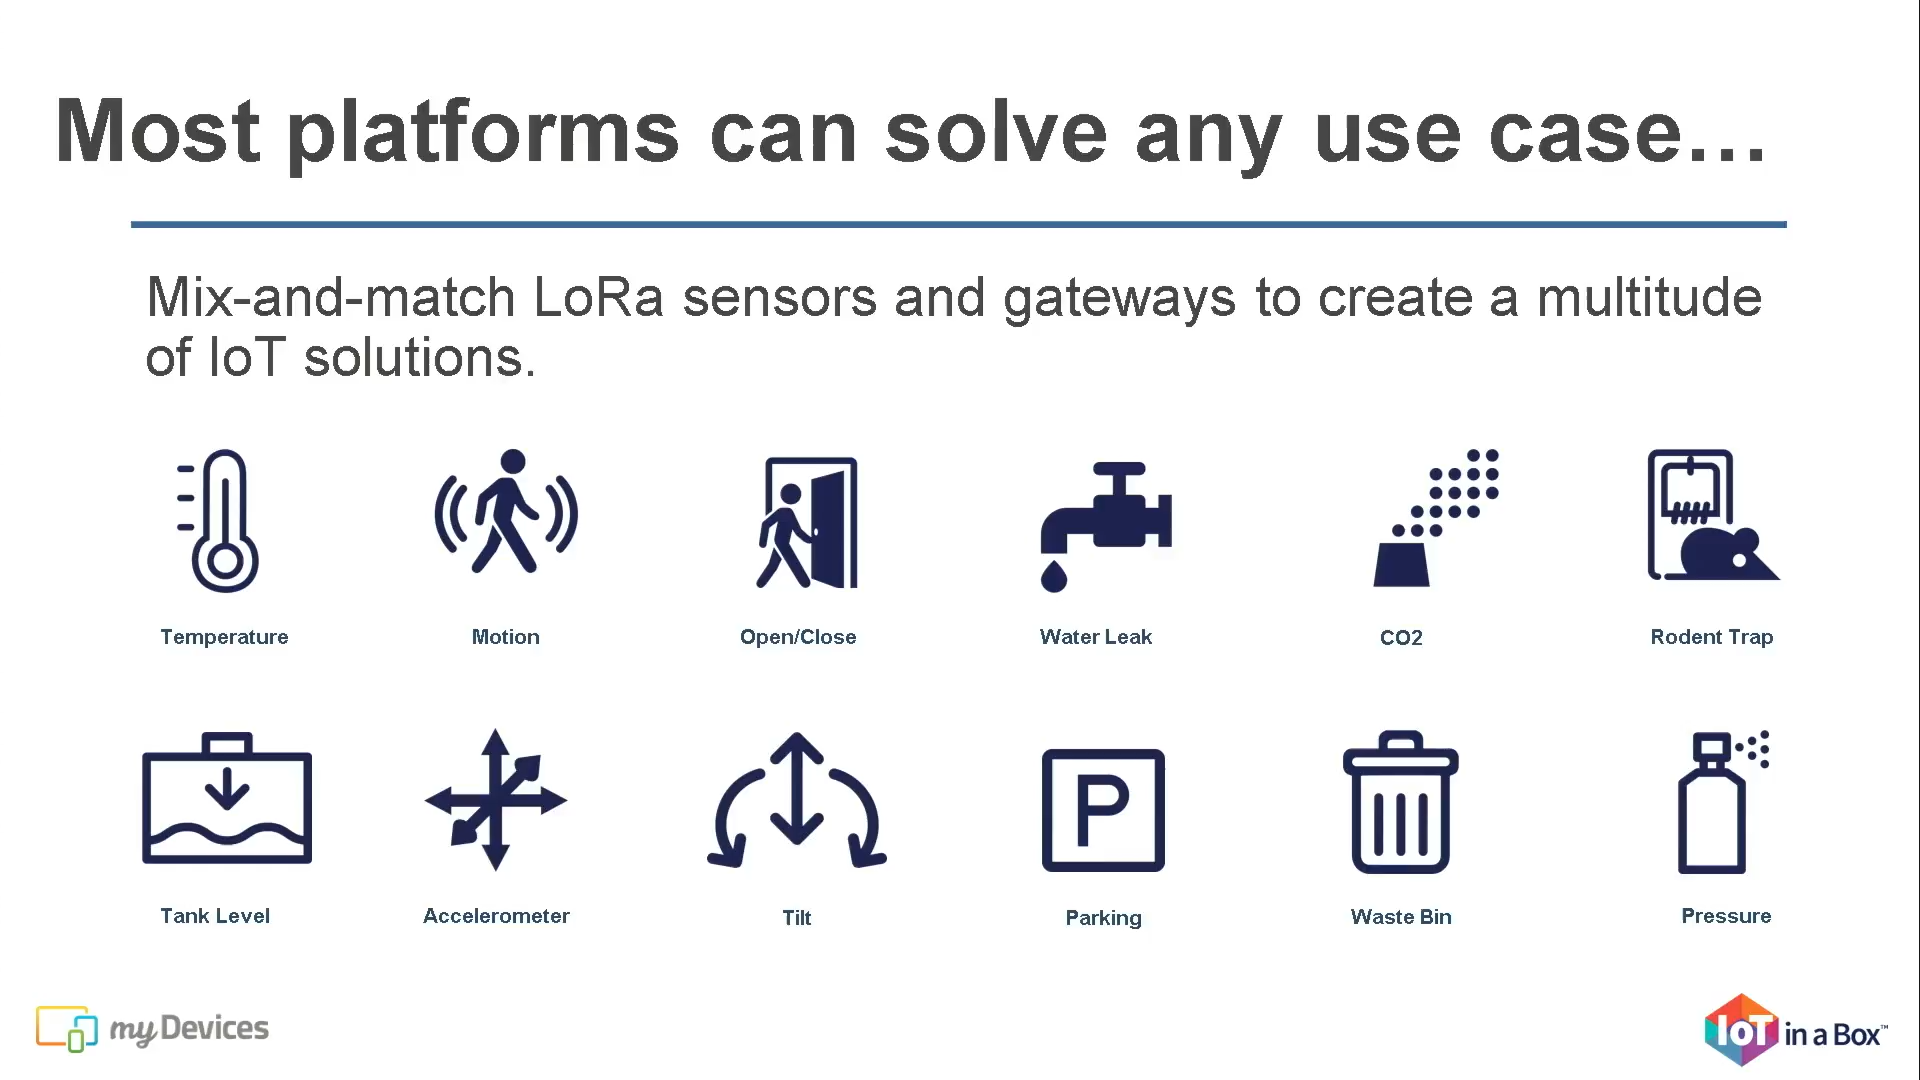 Most platforms can solve any use case…
Mix-and-match LoRa sensors and gateways to create a multitude
of IoT solutions.
Temperature
Motion
Open/Close
Water Leak
CO2
Rodent Trap
P
Tank Level
Accelerometer
Tilt
Parking
Waste Bin
Pressure
myDevices
IoT in a Box™